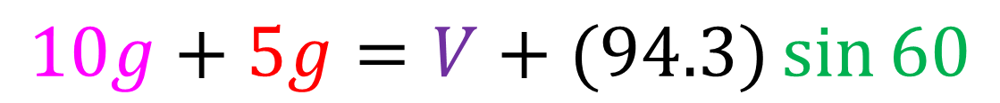 10g + 5g = V + (94.3) sin 60